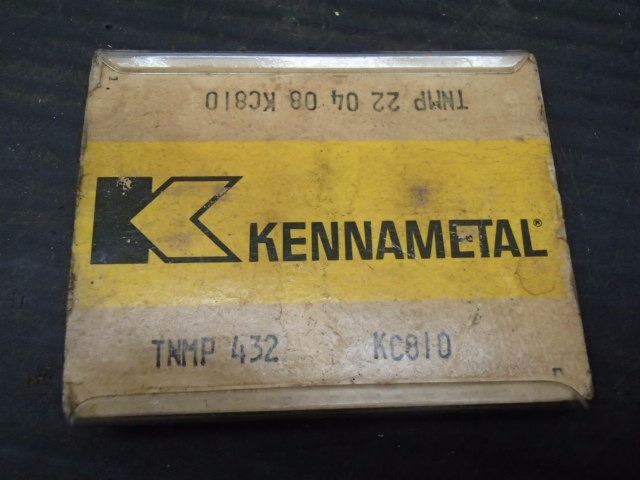 TNMP 22 04 08 KC810
KENNAMETAL®
TNMP 432 KC810